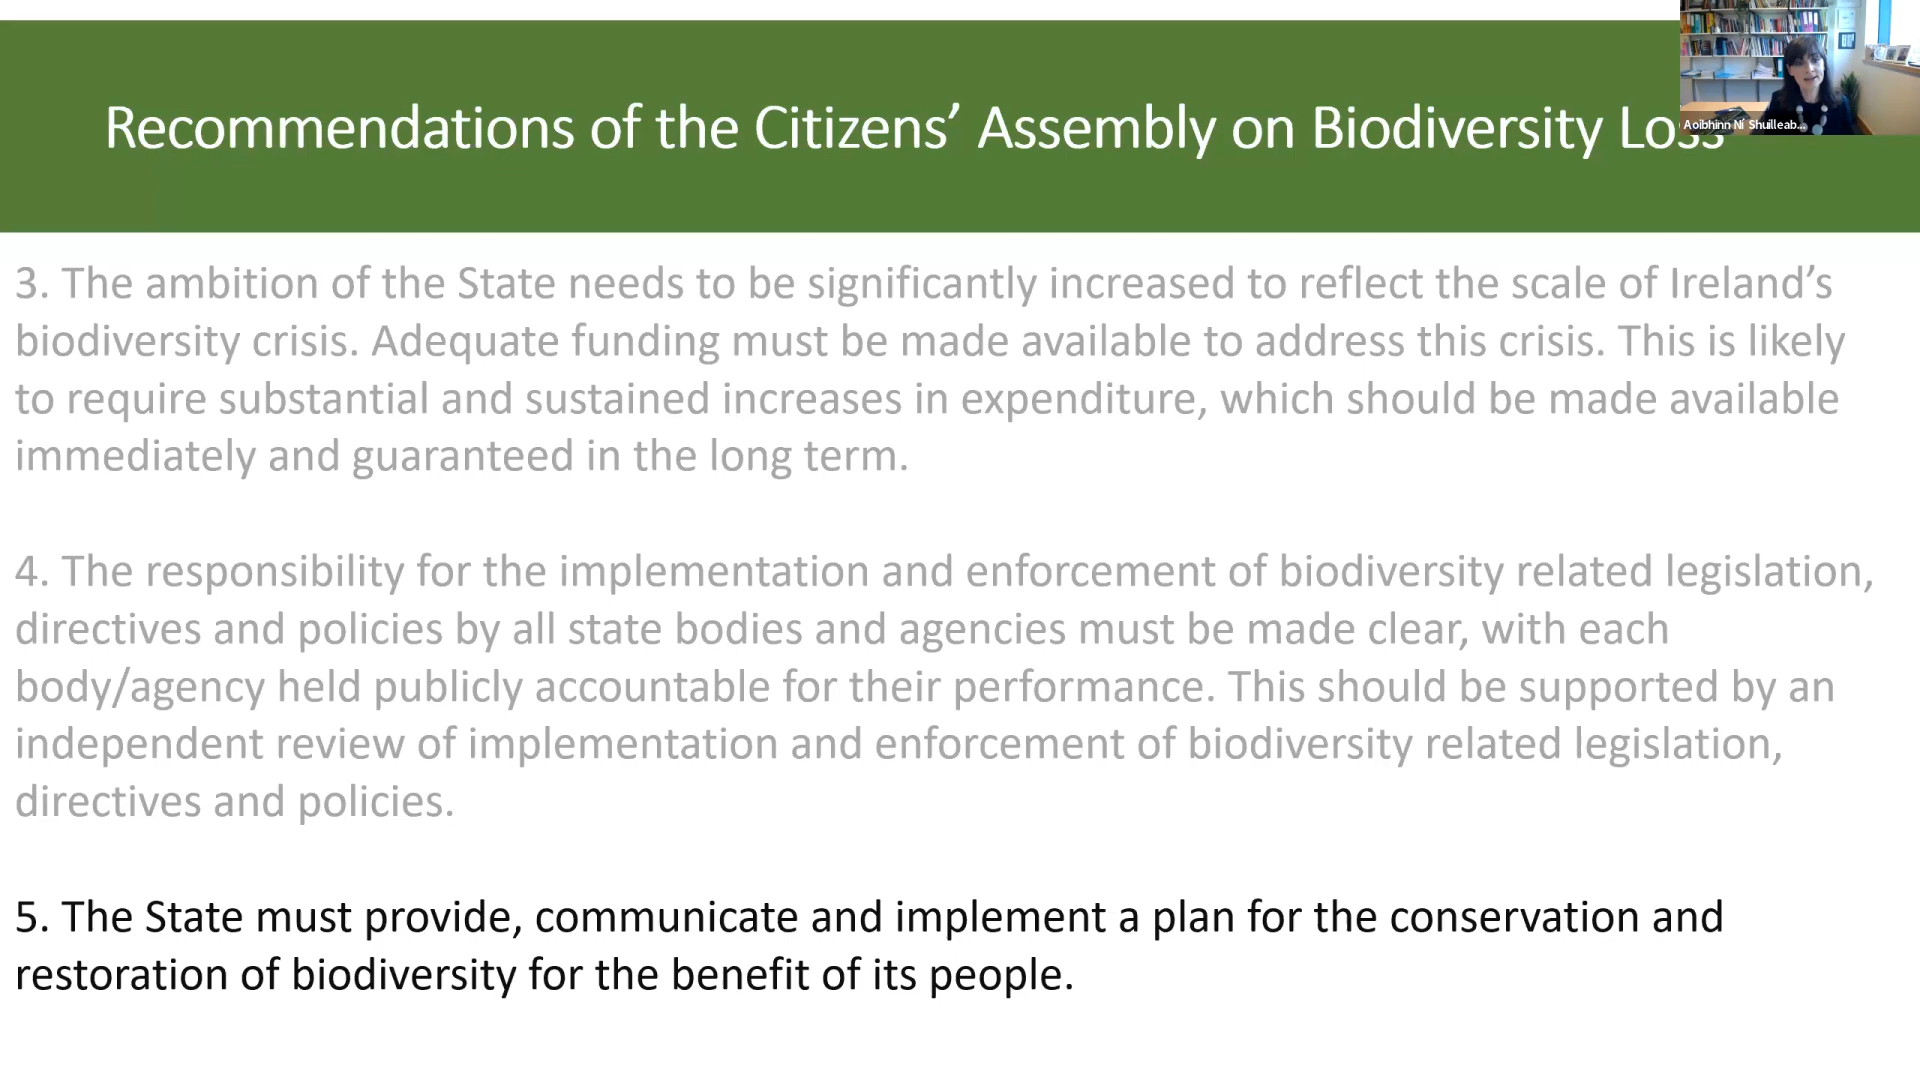 Recommendations of the Citizens’ Assembly on Biodiversity Loss
Aoibhinn Ní Shuilleab...
3. The ambition of the State needs to be significantly increased to reflect the scale of Ireland’s
biodiversity crisis. Adequate funding must be made available to address this crisis. This is likely
to require substantial and sustained increases in expenditure, which should be made available
immediately and guaranteed in the long term.
4. The responsibility for the implementation and enforcement of biodiversity related legislation,
directives and policies by all state bodies and agencies must be made clear, with each
body/agency held publicly accountable for their performance. This should be supported by an
independent review of implementation and enforcement of biodiversity related legislation,
directives and policies.
5. The State must provide, communicate and implement a plan for the conservation and
restoration of biodiversity for the benefit of its people.